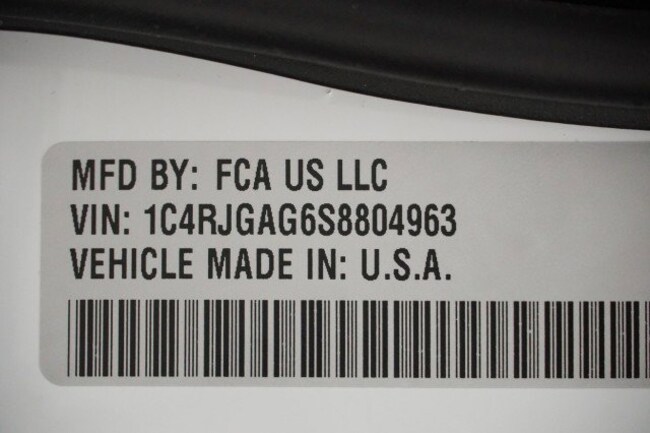 MFD BY: FCA US LLC
VIN: 1C4RJGAG6S8804963
VEHICLE MADE IN: U.S.A.